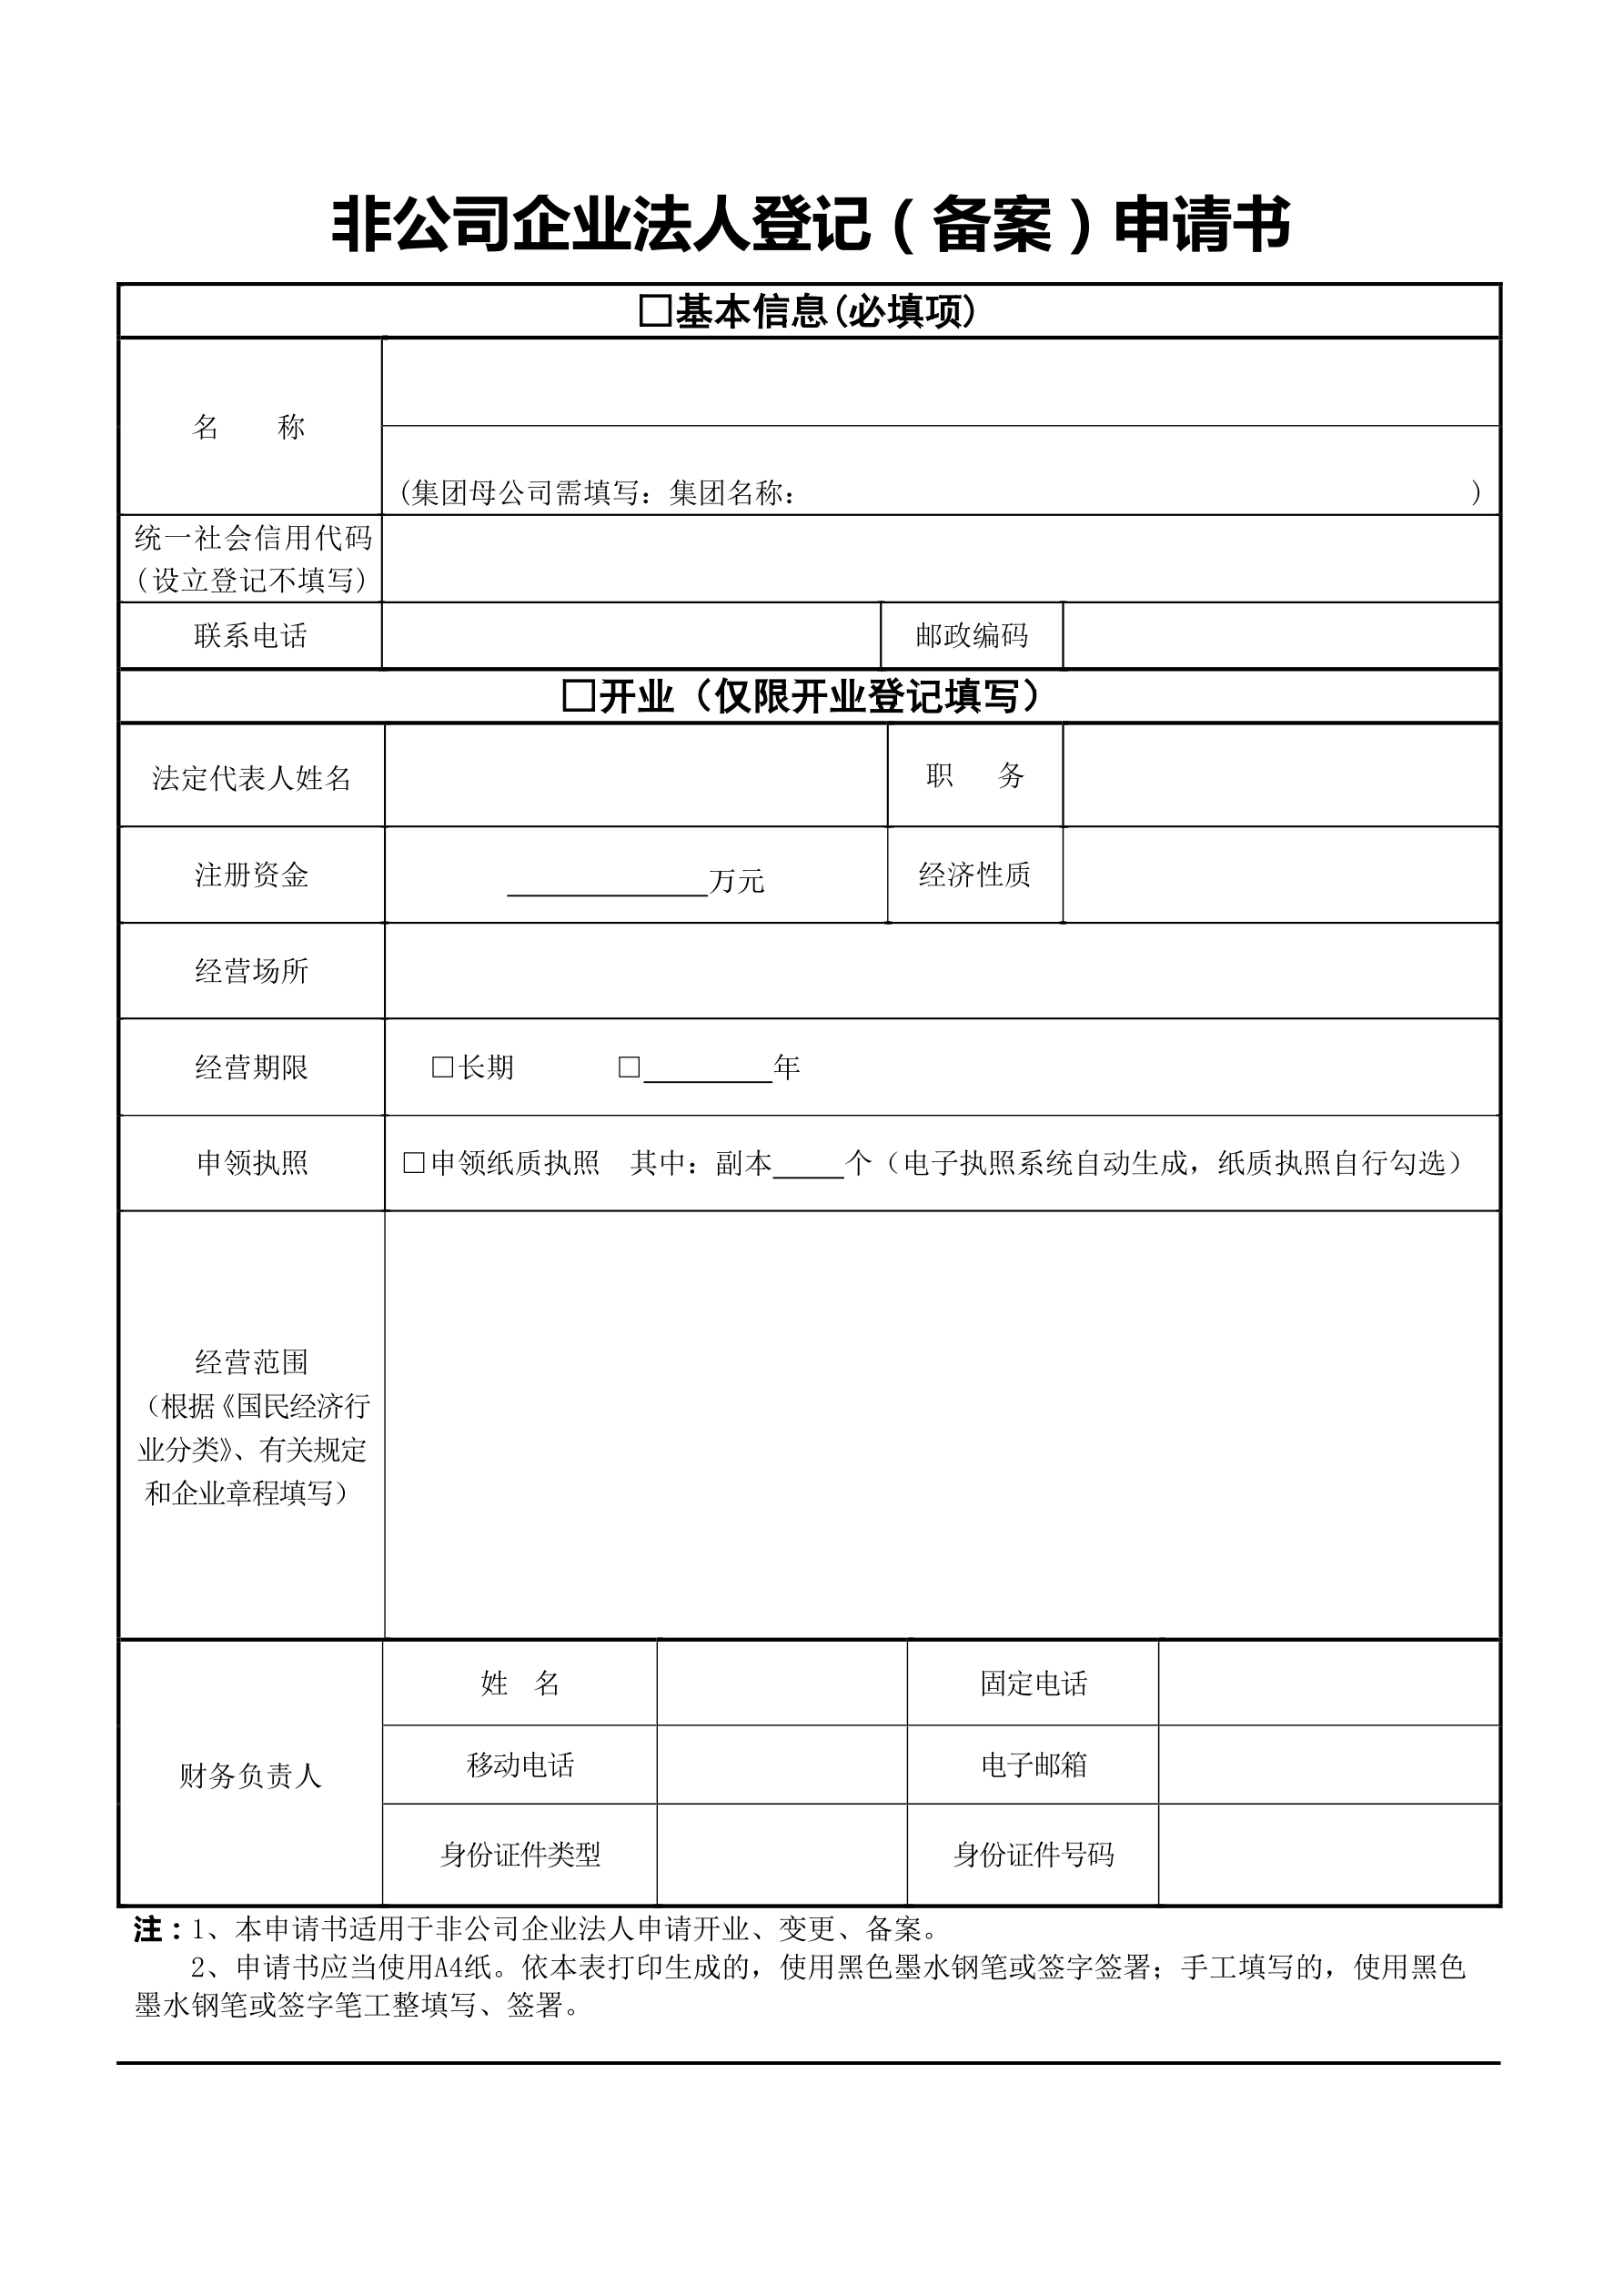 非公司企业法人登记（备案）申请书
□基本信息(必填项)
名 称
(集团母公司需填写：集团名称： )
统一社会信用代码
（设立登记不填写）
联系电话 邮政编码
□开业（仅限开业登记填写）
法定代表人姓名 职 务
注册资金 ______万元 经济性质
经营场所
经营期限 □长期 □______年
申领执照 □申领纸质执照 其中：副本____个（电子执照系统自动生成，纸质执照自行勾选）
经营范围
（根据《国民经济行
业分类》、有关规定
和企业章程填写）
财务负责人
姓 名 固定电话
移动电话 电子邮箱
身份证件类型 身份证件号码
注：1、本申请书适用于非公司企业法人申请开业、变更、备案。
2、申请书应当使用A4纸。依本表打印生成的，使用黑色墨水钢笔或签字签署；手工填写的，使用黑色
墨水钢笔或签字笔工整填写、签署。